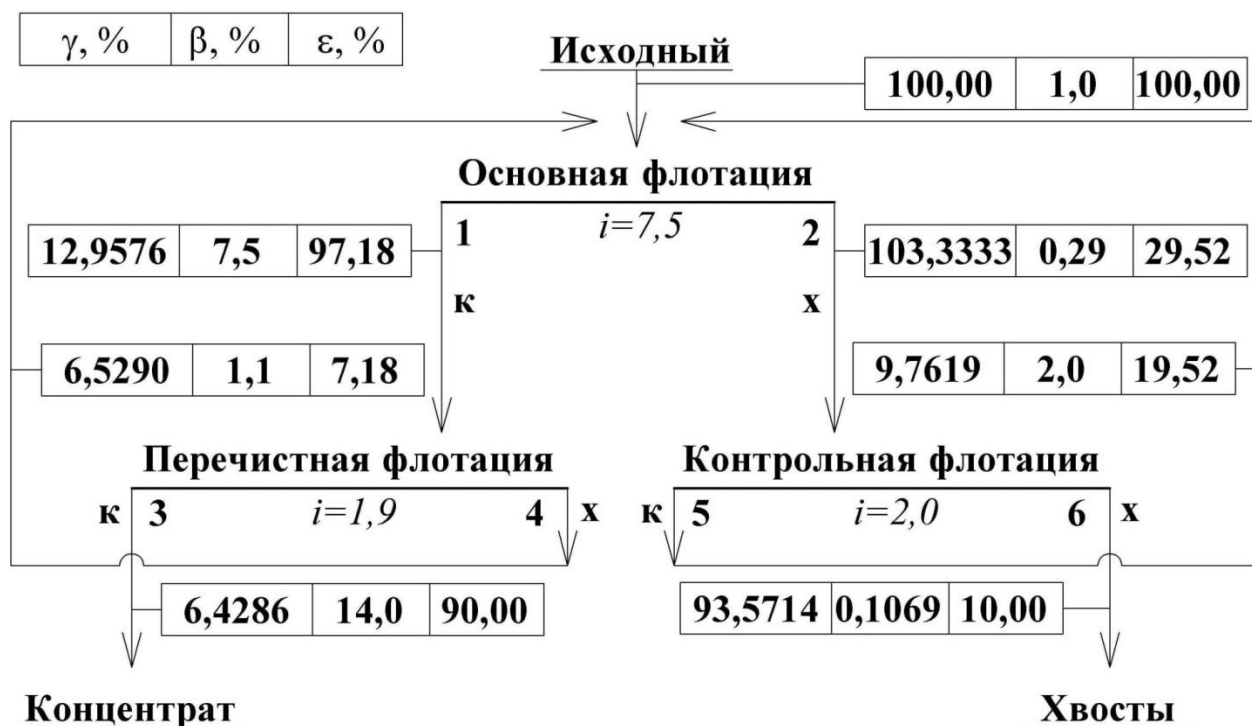 γ, % β, % ε, %
Исходный
100,00 1,0 100,00
Основная флотация
12,9576 7,5 97,18 1 i=7,5 2 103,3333 0,29 29,52
к х
6,5290 1,1 7,18 9,7619 2,0 19,52
Перечистная флотация Контрольная флотация
к 3 i=1,9 4 х к 5 i=2,0 6 х
6,4286 14,0 90,00 93,5714 0,1069 10,00
Концентрат Хвосты